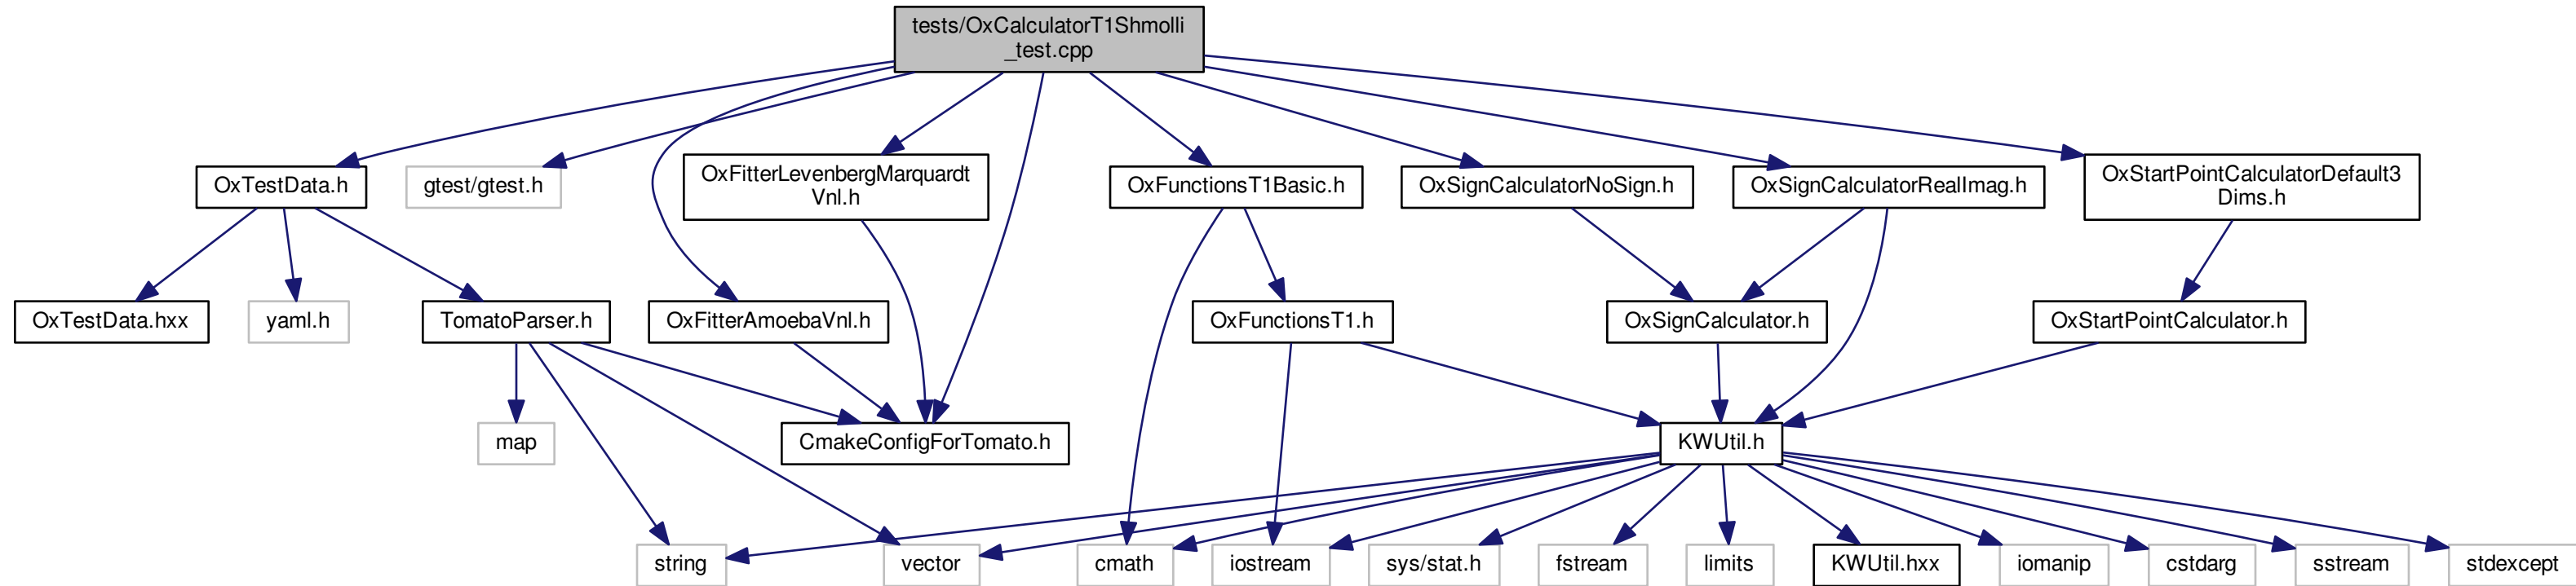 tests/OxCalculatorT1Shmolli
_test.cpp
OxTestData.h
gtest/gtest.h
OxFitterLevenbergMarquardt
Vnl.h
OxFunctionsT1Basic.h
OxSignCalculatorNoSign.h
OxSignCalculatorRealImag.h
OxStartPointCalculatorDefault3
Dims.h
OxTestData.hxx
yaml.h
TomatoParser.h
OxFitterAmoebaVnl.h
OxFunctionsT1.h
OxSignCalculator.h
OxStartPointCalculator.h
map
CmakeConfigForTomato.h
KWUtil.h
string
vector
cmath
iostream
sys/stat.h
fstream
limits
KWUtil.hxx
iomanip
cstdarg
sstream
stdexcept